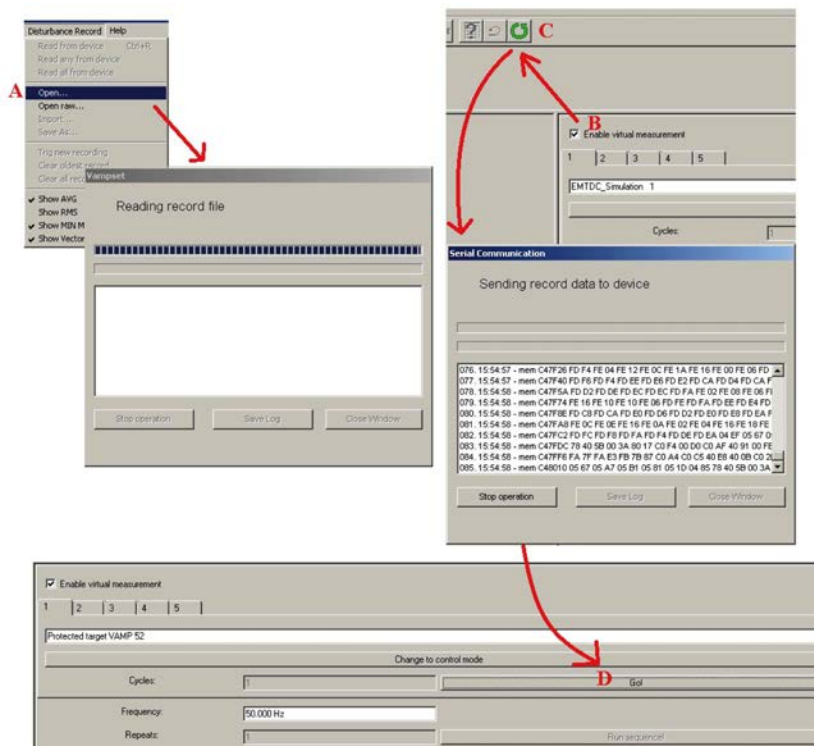 Disturbance Record Help
Read from device Ctrl+R
Read any from device
Read all from device
A
Open...
Open raw...
Import ...
Save As...
Trig new recording
Clear oldest record
Clear all reco
Show AVG
Show RMS
Show MIN M
Show Vector
Vampset
Reading record file
Stop operation Save Log Close Window
C
B
Enable virtual measurement
1 2 3 4 5
EMTDC_Simulation 1
Cycles: 1
Serial Communication
Sending record data to device
076. 15:54:57 - mem C47F26 FD F4 FE 04 FE 12 FE 0C FE 1A FE 16 FE 00 FE 06 FD
077. 15:54:58 - mem C47F40 FD F6 FD F4 FD EE FD E6 FD E2 FD CA FD D4 FD CA F
078. 15:54:58 - mem C47F5A FD D2 FD DE FD EC FD EC FD FA FE 02 FE 08 FE 06 F
079. 15:54:58 - mem C47F74 FE 16 FE 10 FE 10 FE 06 FD FE FD FA FD EE FD E4 FD
080. 15:54:58 - mem C47F8E FD C8 FD CA FD E0 FD D6 FD D2 FD E0 FD E8 FD EA F
081. 15:54:58 - mem C47FA8 FE 0C FE 0E FE 16 FE 0A FE 02 FE 04 FE 16 FE 18 FE
082. 15:54:58 - mem C47FC2 FD FC FD F8 FD FA FD F4 FD DE FD EA 04 EF 05 67 0
083. 15:54:58 - mem C47FDC 78 40 5B 00 3A 80 17 C0 F4 00 D0 C0 AF 40 91 00 FE
084. 15:54:58 - mem C47FF6 FA 7F FA E3 FB 7B 87 C0 A4 C0 C5 40 E8 40 0B C0
085. 15:54:58 - mem C48010 05 67 05 A7 05 B1 05 81 05 1D 04 85 78 40 5B 00 3A
Stop operation Save Log Close Window
Enable virtual measurement
1 2 3 4 5
Protected target VAMP 52
Change to control mode
Cycles: 1 D Go!
Frequency: 50.000 Hz
Repeats: 1 Run sequence!